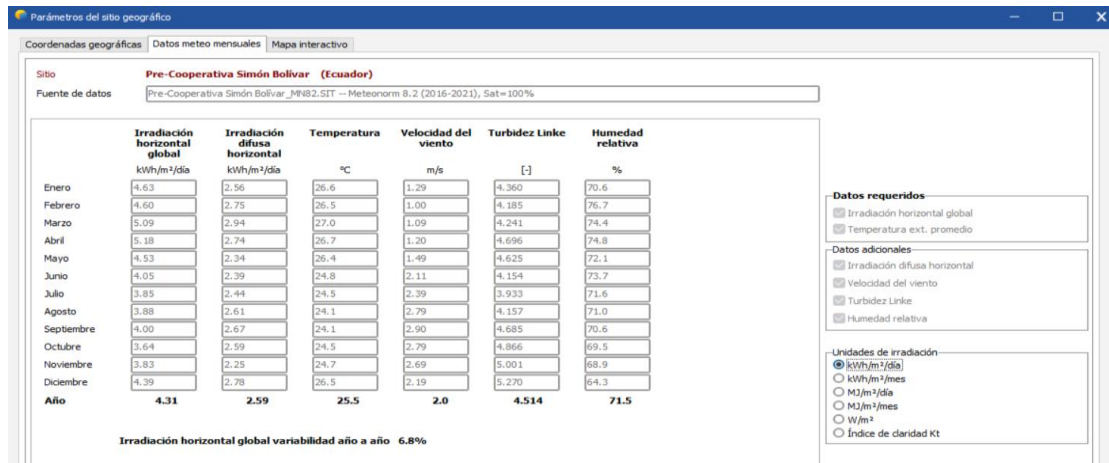 Parámetros del sitio geográfico
Coordenadas geográficas Datos meteo mensuales Mapa interactivo
Sitio Pre-Cooperativa Simón Bolívar (Ecuador)
Fuente de datos Pre-Cooperativa Simón Bolívar_MN82.SIT -- Meteonorm 8.2 (2016-2021), Sat=100%
Irradiación horizontal global Irradiación difusa horizontal Temperatura Velocidad del viento Turbidez Linke Humedad relativa
kWh/m²/día kWh/m²/día °C m/s [-] %
Enero 4.63 2.56 26.6 1.29 4.360 70.6
Febrero 4.60 2.75 26.5 1.00 4.185 76.7
Marzo 5.09 2.94 27.0 1.09 4.241 74.4
Abril 5.18 2.74 26.7 1.20 4.696 74.8
Mayo 4.53 2.34 26.4 1.49 4.625 72.1
Junio 4.05 2.39 24.8 2.11 4.154 73.7
Julio 3.85 2.44 24.5 2.39 3.933 71.6
Agosto 3.88 2.61 24.1 2.79 4.157 71.0
Septiembre 4.00 2.67 24.1 2.90 4.685 70.6
Octubre 3.64 2.59 24.5 2.79 4.866 69.5
Noviembre 3.83 2.25 24.7 2.69 5.001 68.9
Diciembre 4.39 2.78 26.5 2.19 5.270 64.3
Año 4.31 2.59 25.5 2.0 4.514 71.5
Irradiación horizontal global variabilidad año a año 6.8%
Datos requeridos
Irradiación horizontal global
Temperatura ext. promedio
Datos adicionales
Irradiación difusa horizontal
Velocidad del viento
Turbidez Linke
Humedad relativa
Unidades de irradiación
kWh/m²/día
kWh/m²/mes
MJ/m²/día
MJ/m²/mes
W/m²
Índice de claridad Kt